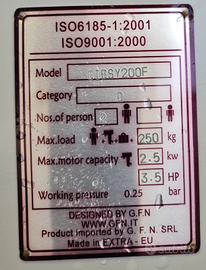 ISO6185-1:2001
ISO9001:2000
Model
Category
Nos.of person
Max.load 250 kg
Max.motor capacity 2.5 kw
3.5 HP
Working pressure 0.25 bar
DESIGNED BY G.F.N
WWW.GFN.IT
Product imported by G. F. N. SRL
Made in EXTRA - EU